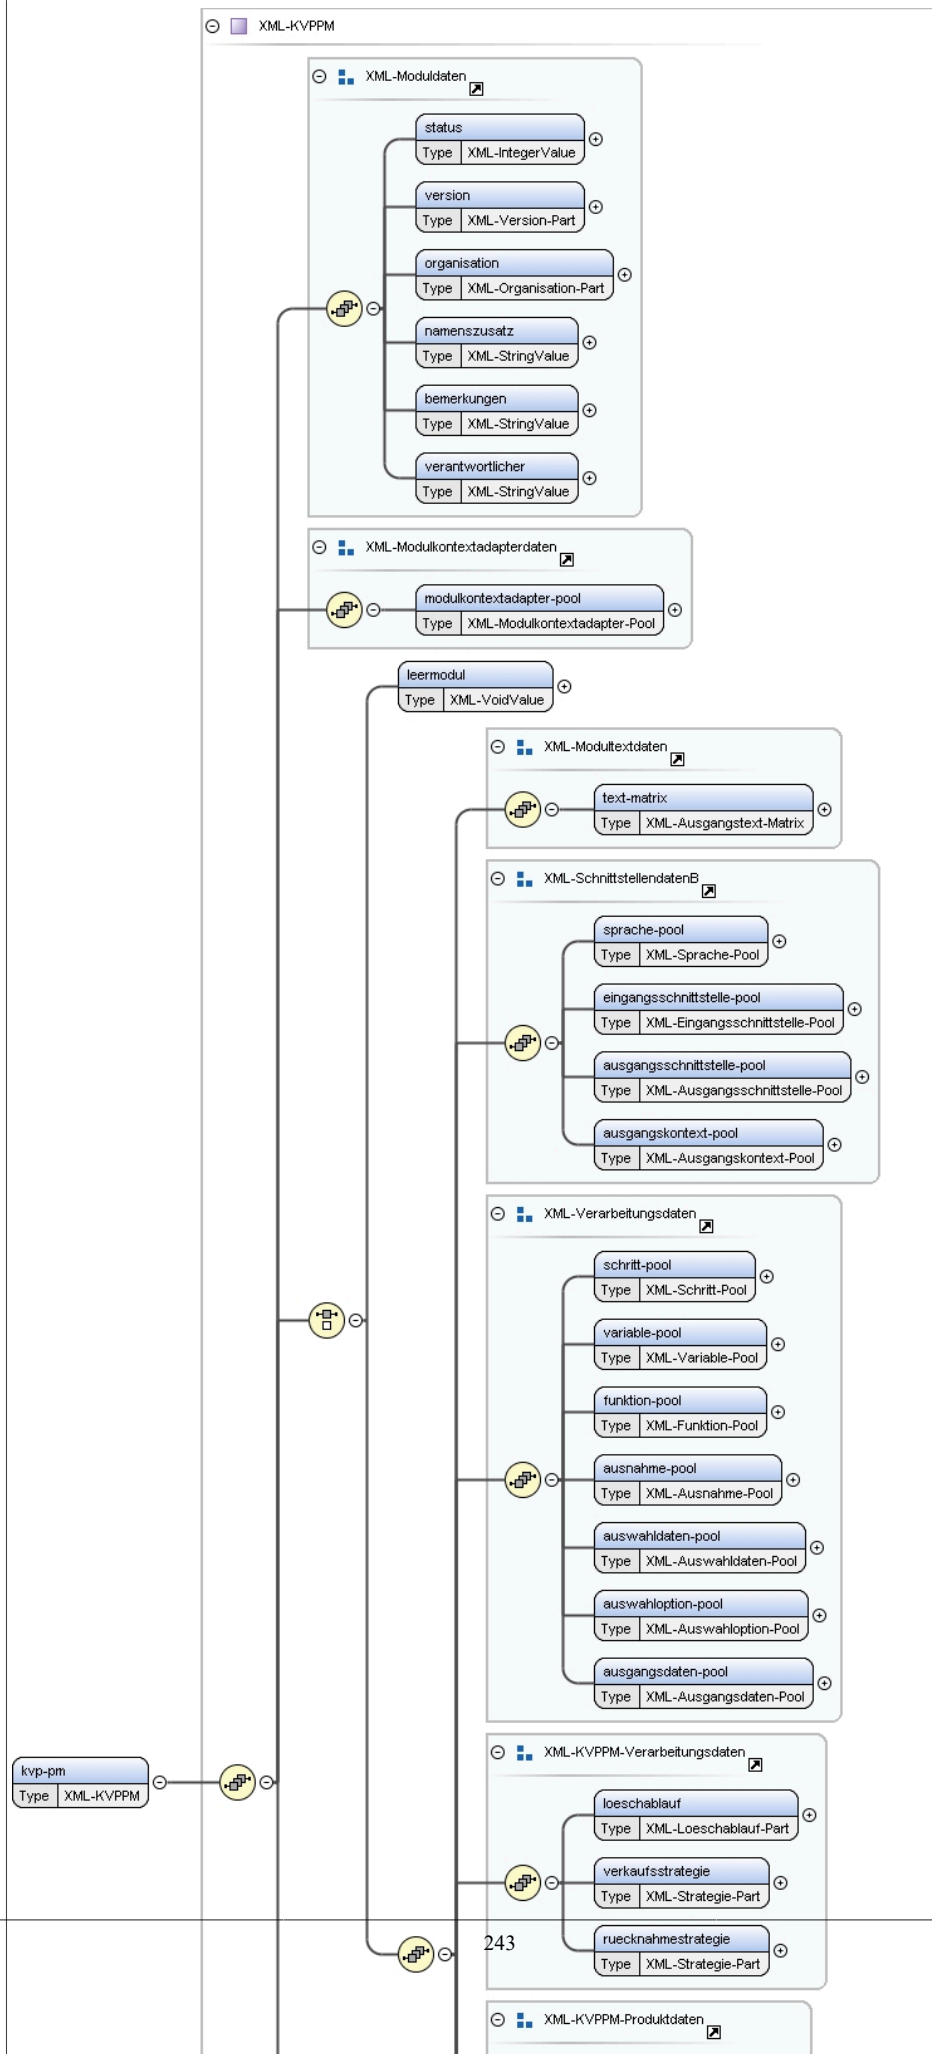 XML-KVPPM
XML-Moduldaten
status
Type XML-IntegerValue
version
Type XML-Version-Part
organisation
Type XML-Organisation-Part
namenszusatz
Type XML-StringValue
bemerkungen
Type XML-StringValue
verantwortlicher
Type XML-StringValue
XML-Modulkontextadapterdaten
modulkontextadapter-pool
Type XML-Modulkontextadapter-Pool
leermodul
Type XML-VoidValue
XML-Modultextdaten
text-matrix
Type XML-Ausgangstext-Matrix
XML-SchnittstellendatenB
sprache-pool
Type XML-Sprache-Pool
eingangsschnittstelle-pool
Type XML-Eingangsschnittstelle-Pool
ausgangsschnittstelle-pool
Type XML-Ausgangsschnittstelle-Pool
ausgangskontext-pool
Type XML-Ausgangskontext-Pool
XML-Verarbeitungsdaten
schritt-pool
Type XML-Schritt-Pool
variable-pool
Type XML-Variable-Pool
funktion-pool
Type XML-Funktion-Pool
ausnahme-pool
Type XML-Ausnahme-Pool
auswahldaten-pool
Type XML-Auswahldaten-Pool
auswahloption-pool
Type XML-Auswahloption-Pool
ausgangsdaten-pool
Type XML-Ausgangsdaten-Pool
kvp-pm
Type XML-KVPPM
XML-KVPPM-Verarbeitungsdaten
loeschablauf
Type XML-Loeschablauf-Part
verkaufsstrategie
Type XML-Strategie-Part
243
ruecknahmestrategie
Type XML-Strategie-Part
XML-KVPPM-Produktdaten